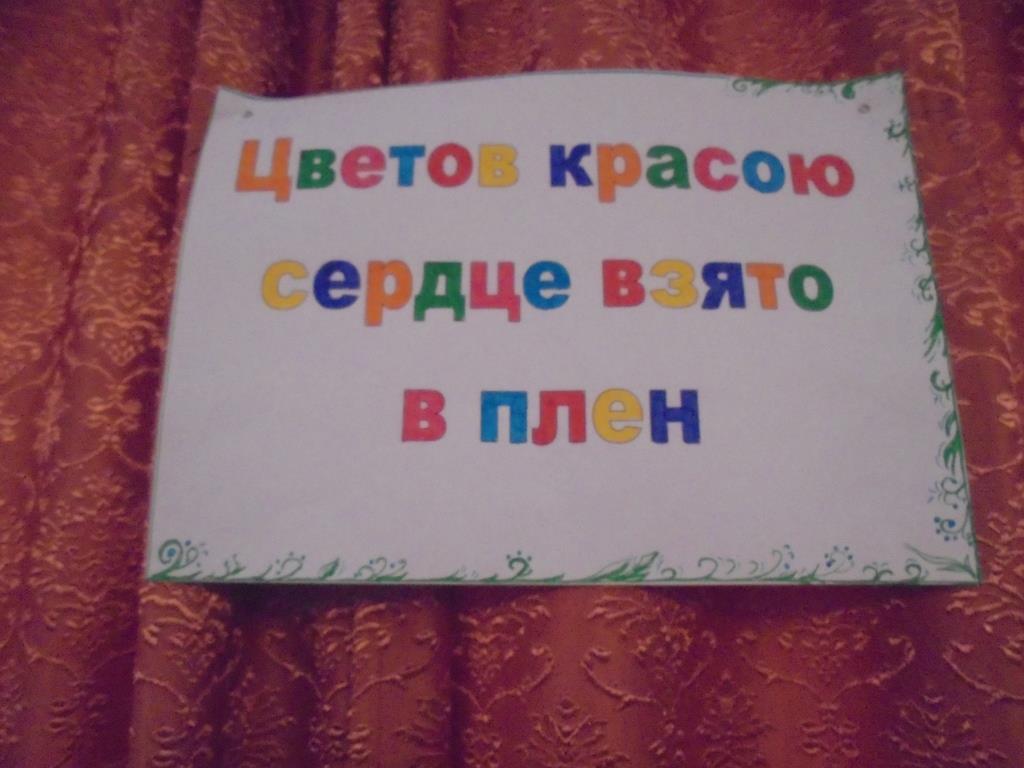 Цветов красою
сердце взято
в плен